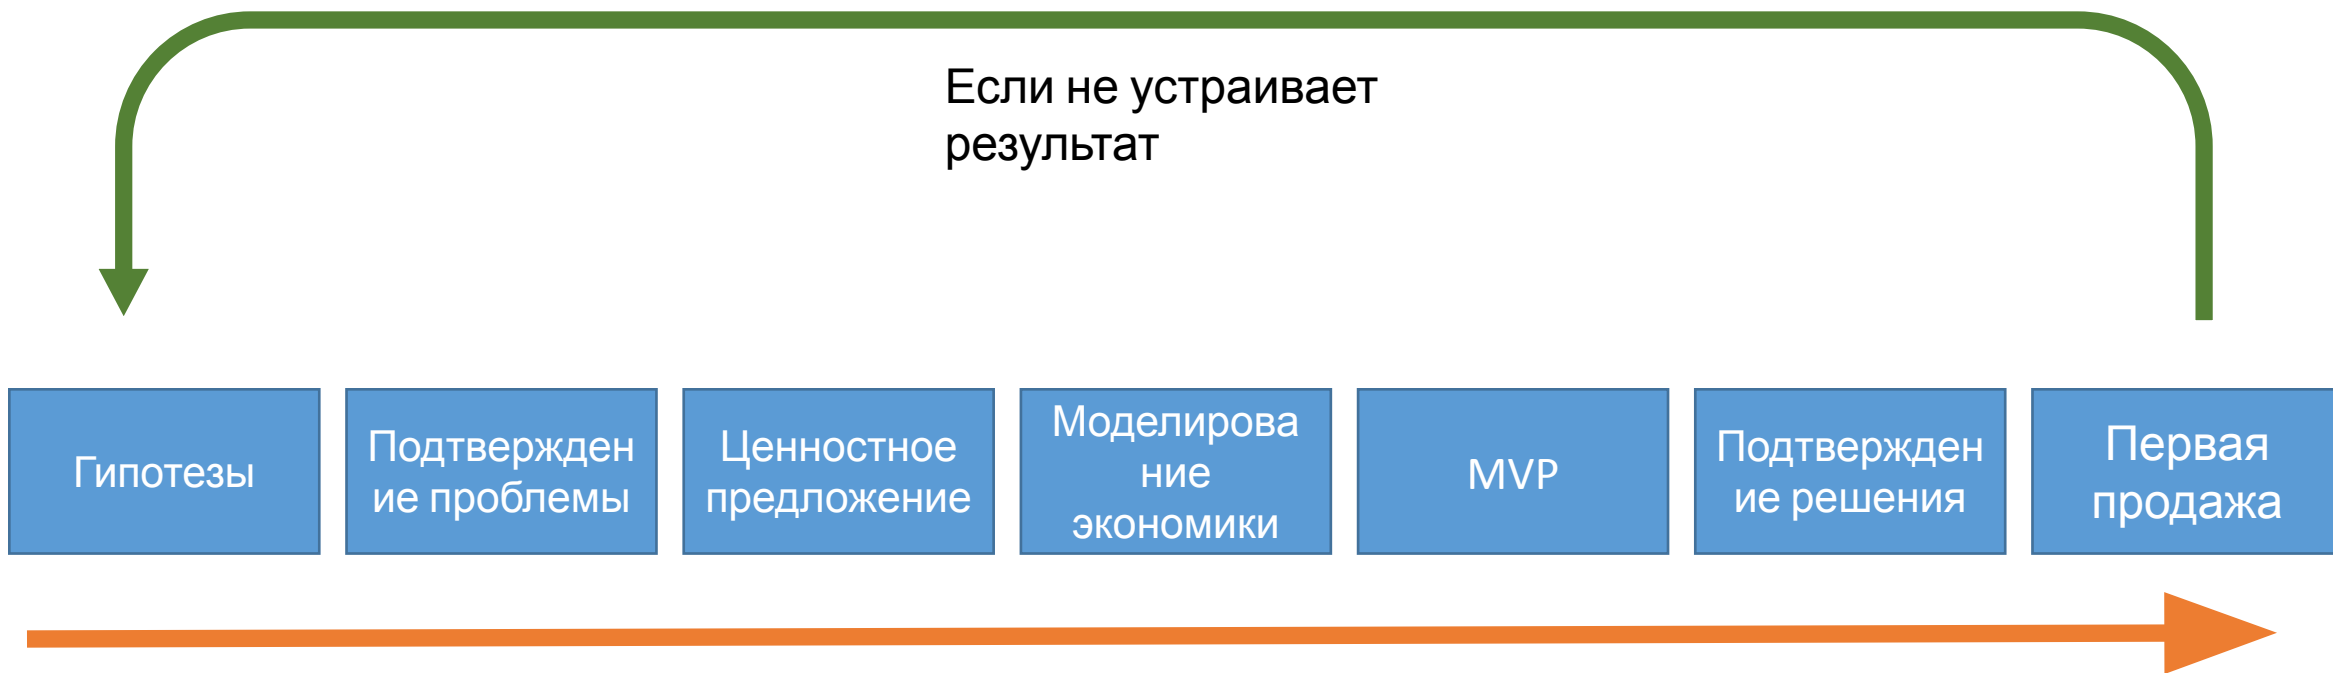 Если не устраивает
результат
Гипотезы
Подтвержден
ие проблемы
Ценностное
предложение
Моделирова
ние
экономики
MVP
Подтвержден
ие решения
Первая
продажа